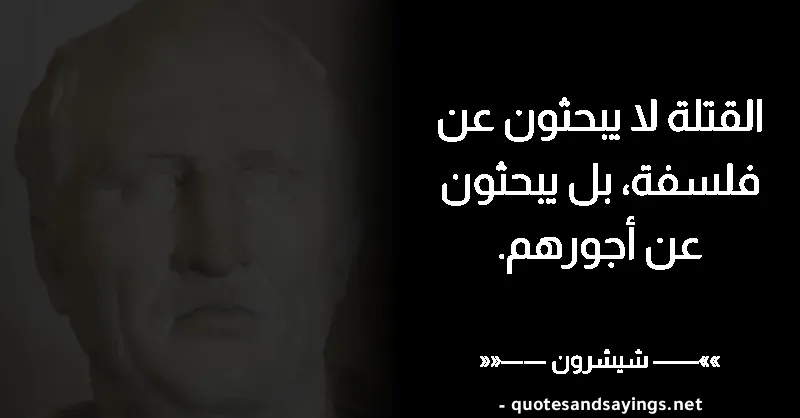 القتلة لا يبحثون عن
فلسفة، بل يبحثون
عن أجورهم.
»»——— شيشرون ———««
- quotesandsayings.net